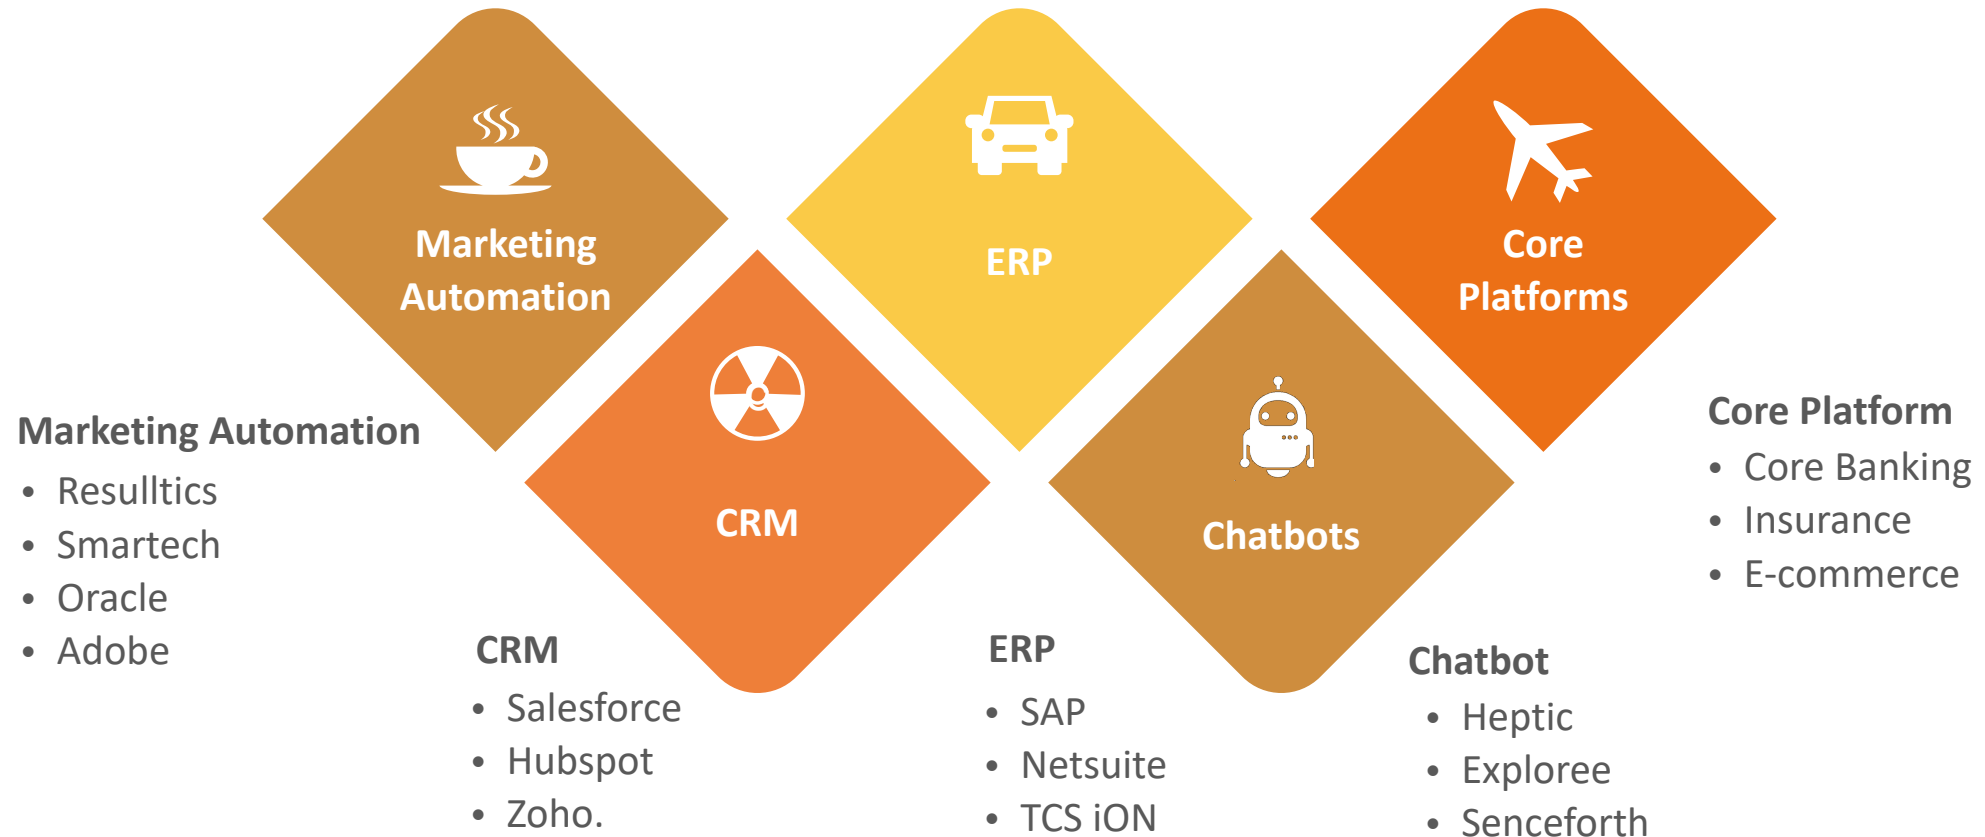 Marketing
Automation
ERP
Core
Platforms
CRM
Chatbots
Marketing Automation
• Resulltics
• Smartech
• Oracle
• Adobe
CRM
• Salesforce
• Hubspot
• Zoho.
ERP
• SAP
• Netsuite
• TCS iON
Chatbot
• Heptic
• Exploree
• Senceforth
Core Platform
• Core Banking
• Insurance
• E-commerce